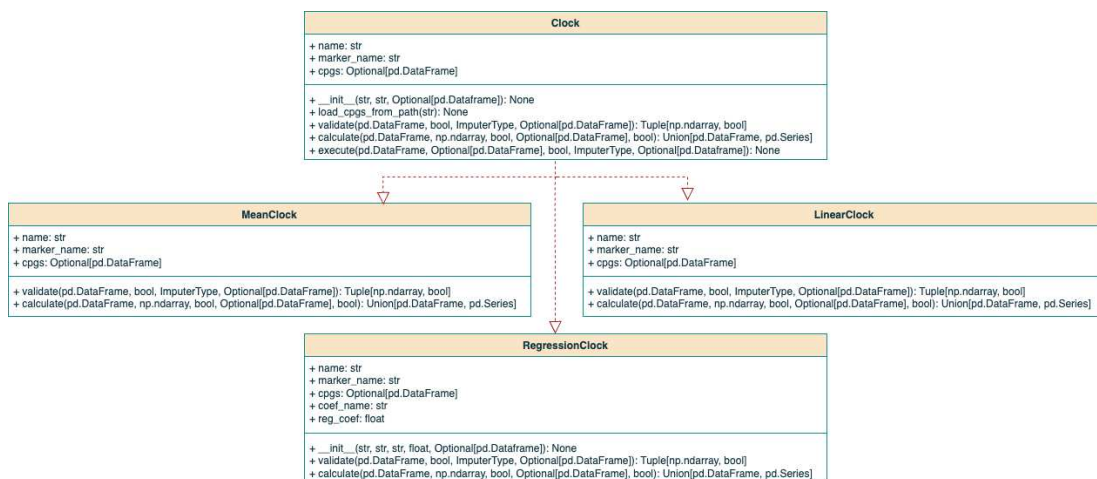 Clock
+ name: str
+ marker_name: str
+ cpgs: Optional[pd.DataFrame]
+ __init__(str, str, Optional[pd.Dataframe]): None
+ load_cpgs_from_path(str): None
+ validate(pd.DataFrame, bool, ImputerType, Optional[pd.DataFrame]): Tuple[np.ndarray, bool]
+ calculate(pd.DataFrame, np.ndarray, bool, Optional[pd.DataFrame], bool): Union[pd.DataFrame, pd.Series]
+ execute(pd.DataFrame, Optional[pd.DataFrame], bool, ImputerType, Optional[pd.Dataframe]): None
MeanClock
+ name: str
+ marker_name: str
+ cpgs: Optional[pd.DataFrame]
+ validate(pd.DataFrame, bool, ImputerType, Optional[pd.DataFrame]): Tuple[np.ndarray, bool]
+ calculate(pd.DataFrame, np.ndarray, bool, Optional[pd.DataFrame], bool): Union[pd.DataFrame, pd.Series]
LinearClock
+ name: str
+ marker_name: str
+ cpgs: Optional[pd.DataFrame]
+ validate(pd.DataFrame, bool, ImputerType, Optional[pd.DataFrame]): Tuple[np.ndarray, bool]
+ calculate(pd.DataFrame, np.ndarray, bool, Optional[pd.DataFrame], bool): Union[pd.DataFrame, pd.Series]
RegressionClock
+ name: str
+ marker_name: str
+ cpgs: Optional[pd.DataFrame]
+ coef_name: str
+ reg_coef: float
+ __init__(str, str, str, float, Optional[pd.Dataframe]): None
+ validate(pd.DataFrame, bool, ImputerType, Optional[pd.DataFrame]): Tuple[np.ndarray, bool]
+ calculate(pd.DataFrame, np.ndarray, bool, Optional[pd.DataFrame], bool): Union[pd.DataFrame, pd.Series]